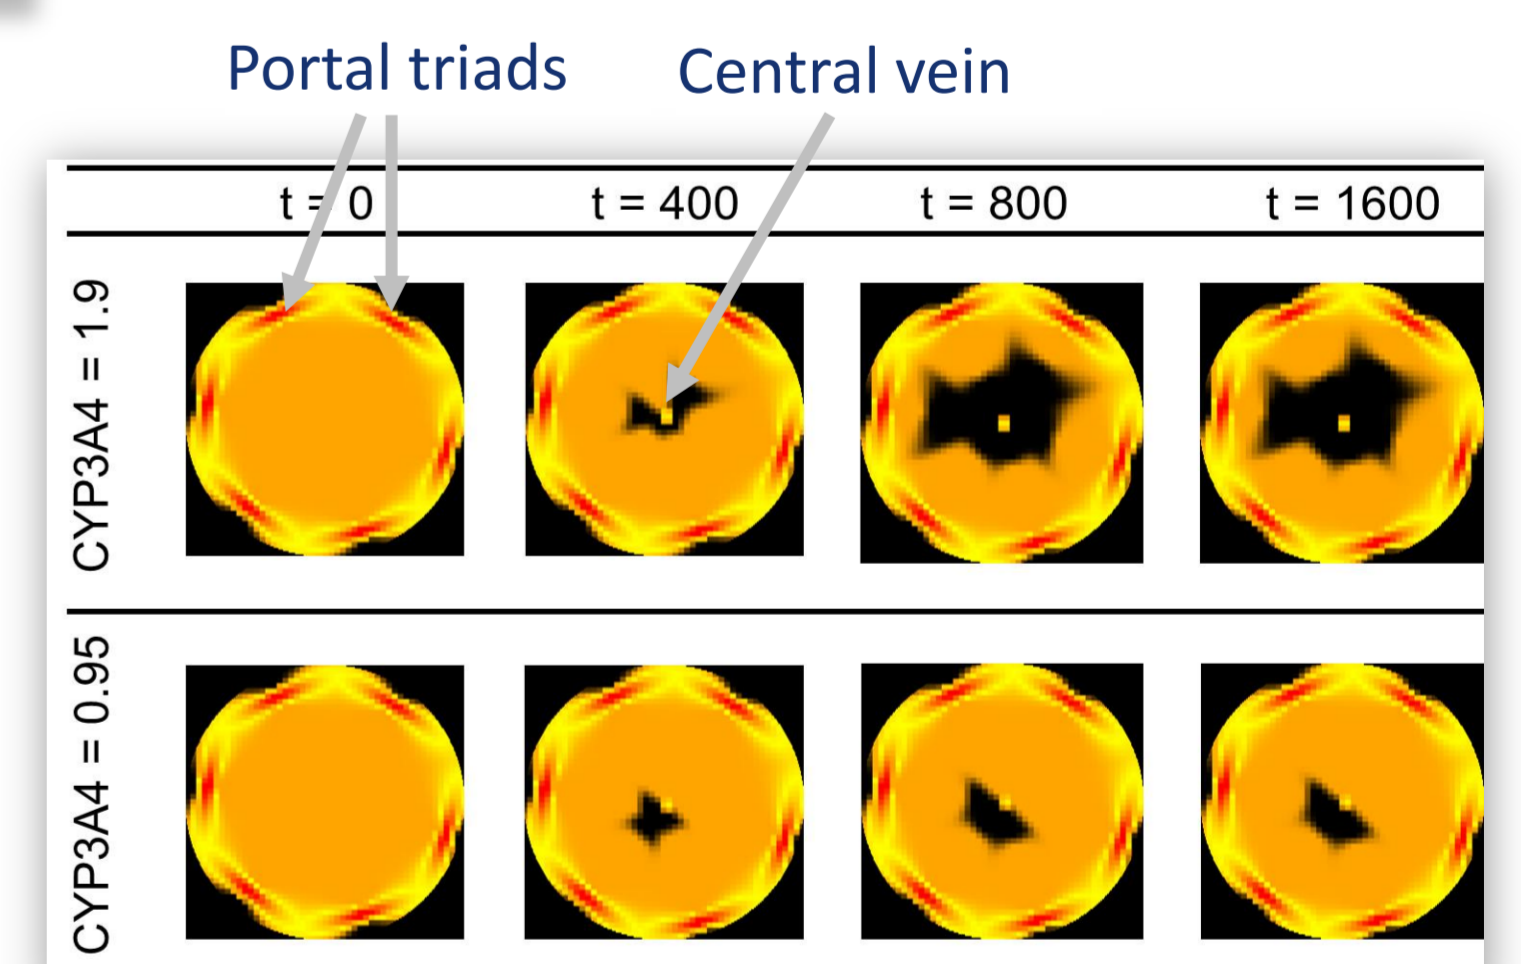 Portal triads Central vein
t = 0 t = 400 t = 800 t = 1600
CYP3A4 = 1.9
CYP3A4 = 0.95